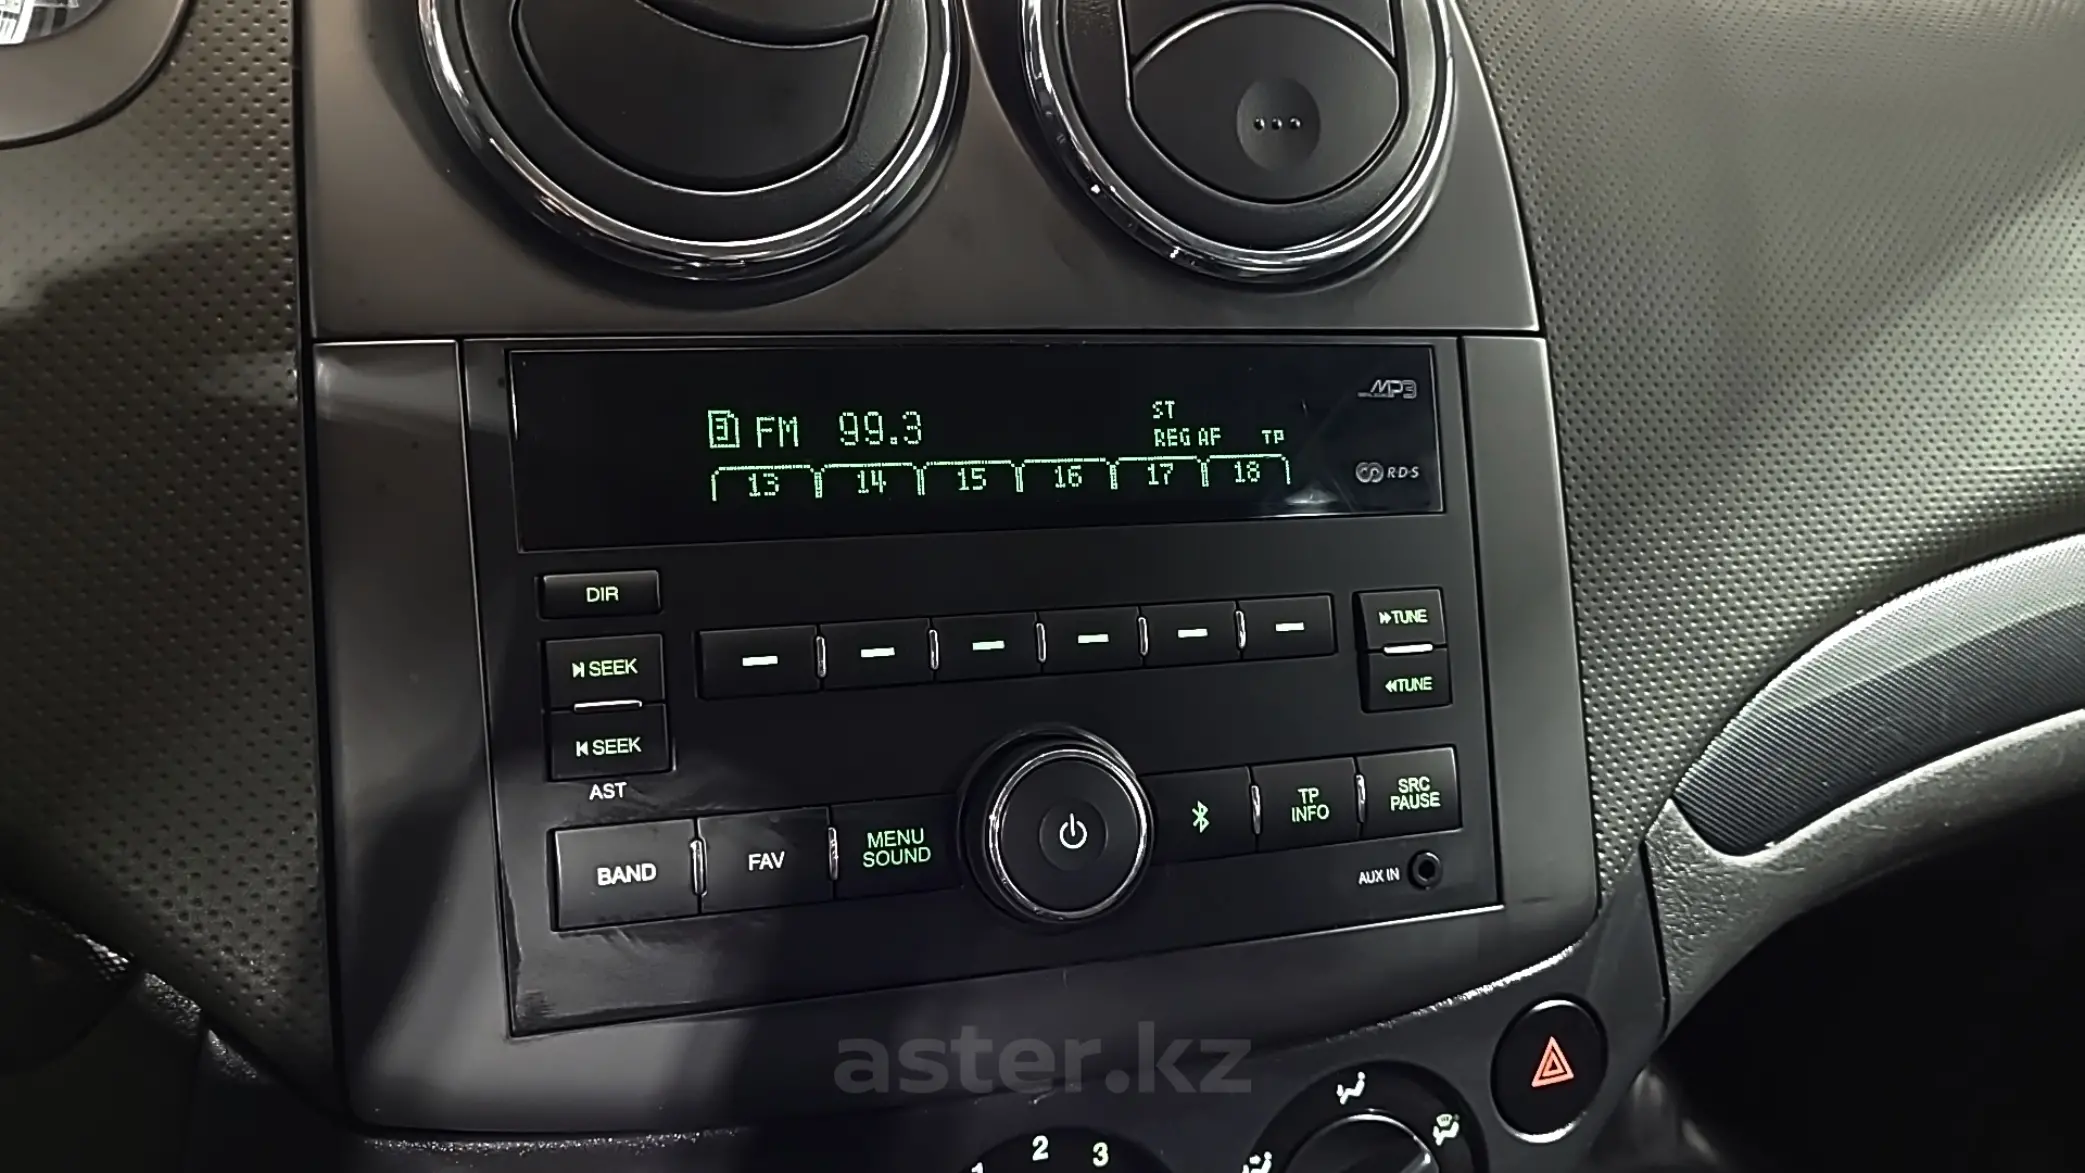 MP3
3 FM 99.3
ST
REG AF TP
13 14 15 16 17 18
RDS
DIR
SEEK
SEEK
AST
TUNE
TUNE
BAND
FAV
MENU
SOUND
TP
INFO
SRC
PAUSE
AUX IN
aster.kz
1 2 3